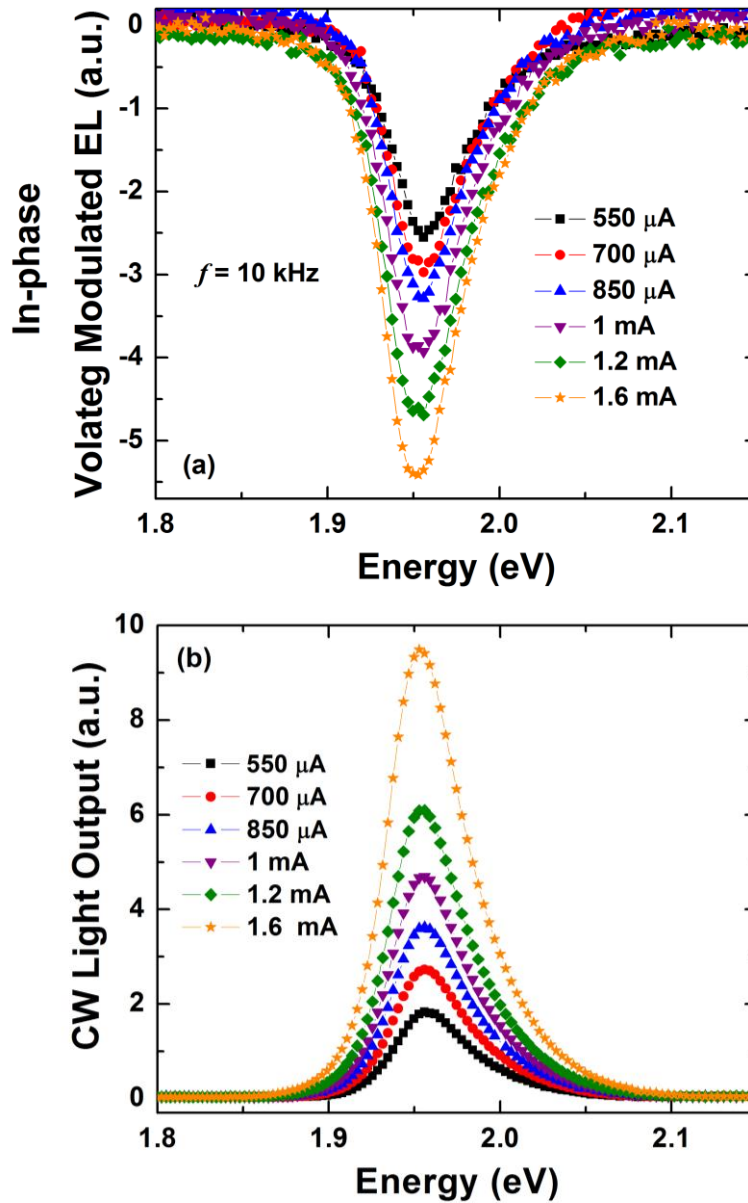 In-phase
Volateg Modulated EL (a.u.)
0
-1
-2
-3
-4
-5
f = 10 kHz
550 μA
700 μA
850 μA
1 mA
1.2 mA
1.6 mA
(a)
1.8 1.9 2.0 2.1
Energy (eV)
CW Light Output (a.u.)
10
8
6
4
2
0
(b)
550 μA
700 μA
850 μA
1 mA
1.2 mA
1.6 mA
1.8 1.9 2.0 2.1
Energy (eV)